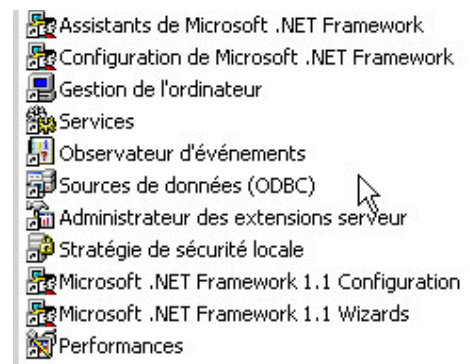 Assistants de Microsoft .NET Framework
Configuration de Microsoft .NET Framework
Gestion de l'ordinateur
Services
Observateur d'événements
Sources de données (ODBC)
Administrateur des extensions serveur
Stratégie de sécurité locale
Microsoft .NET Framework 1.1 Configuration
Microsoft .NET Framework 1.1 Wizards
Performances